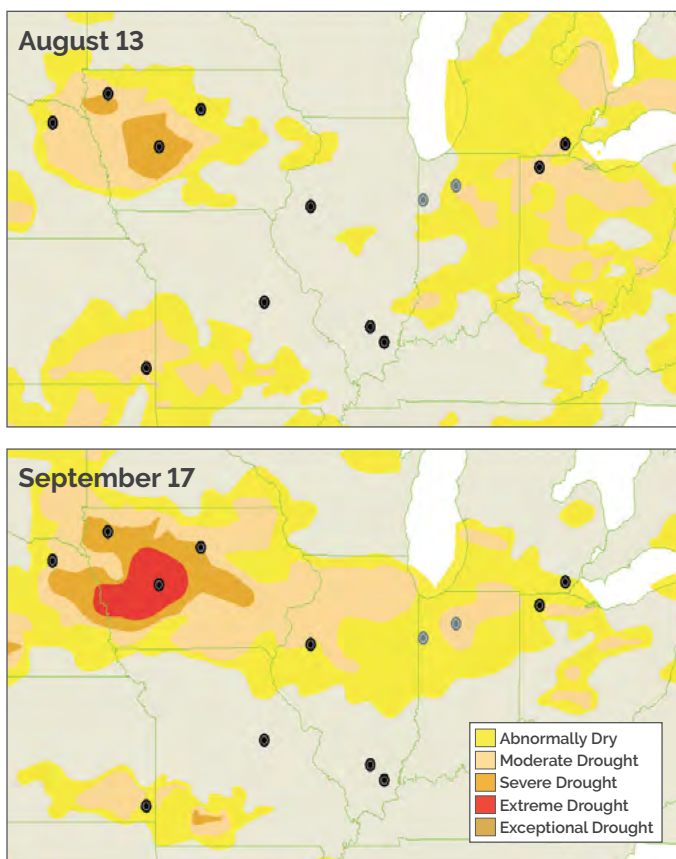 August 13
September 17
Abnormally Dry
Moderate Drought
Severe Drought
Extreme Drought
Exceptional Drought